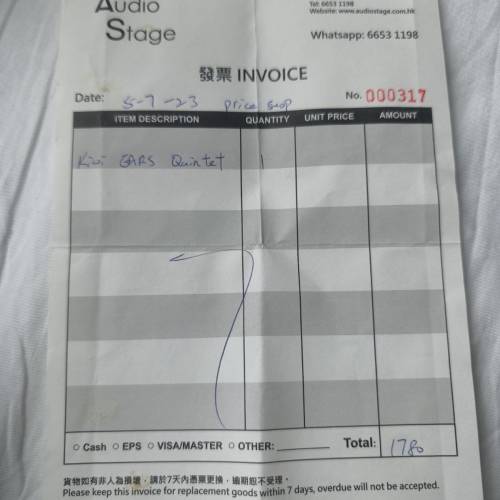 Audio
Stage
Tel: 6653 1198
Website: www.audiostage.com.hk
Whatsapp: 6653 1198
發票 INVOICE
Date: 5-7-23 price
No. 000317
ITEM DESCRIPTION QUANTITY UNIT PRICE AMOUNT
Kiwi EARS Quintet 1
Cash EPS VISA/MASTER OTHER: Total: 1780
貨物如有非人為損壞，請於7天內憑票更換，逾期恕不受理。
Please keep this invoice for replacement goods within 7 days, overdue will not be accepted.